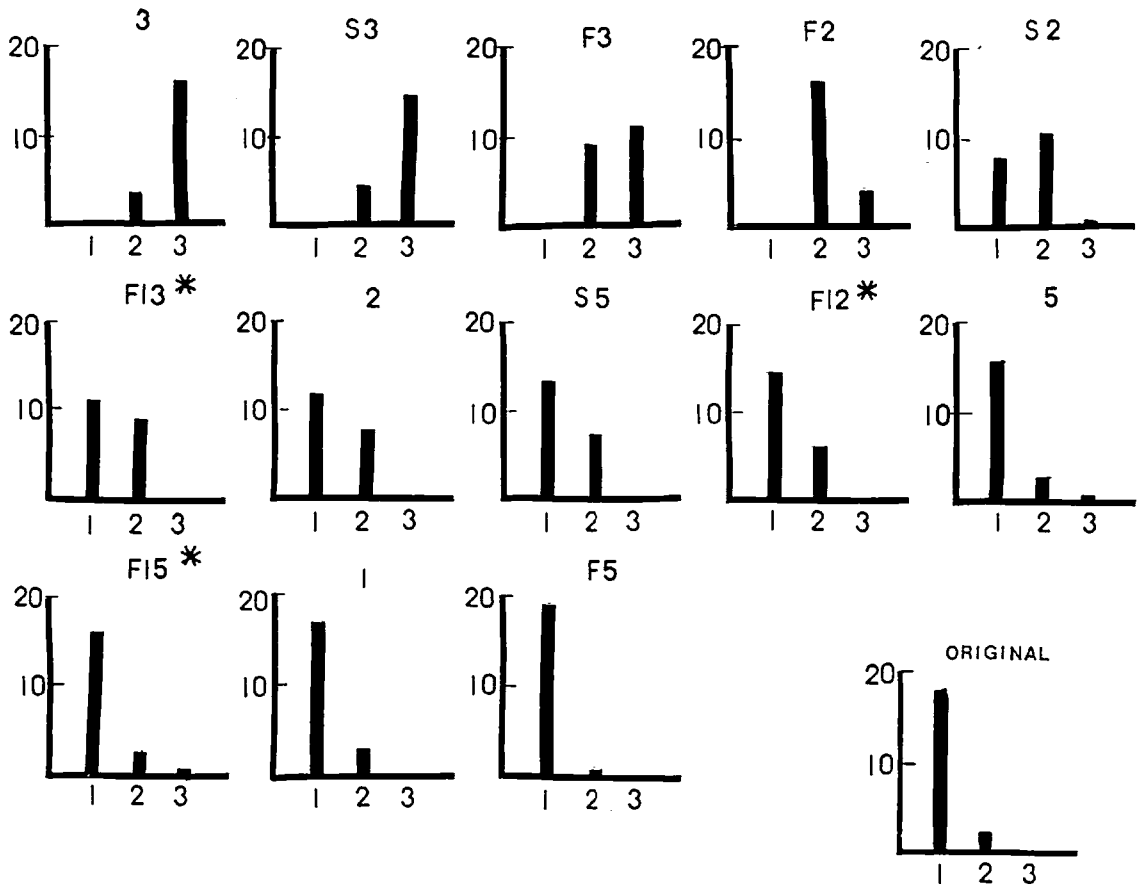 3 S3 F3 F2 S2
20 20 20 20 20
10 10 10 10 10
1 2 3 1 2 3 1 2 3 1 2 3 1 2 3
F13 * 2 S5 F12 * 5
20 20 20 20 20
10 10 10 10 10
1 2 3 1 2 3 1 2 3 1 2 3 1 2 3
F15 * 1 F5
20 20 20
10 10 10
1 2 3 1 2 3 1 2 3
ORIGINAL
20
10
1 2 3